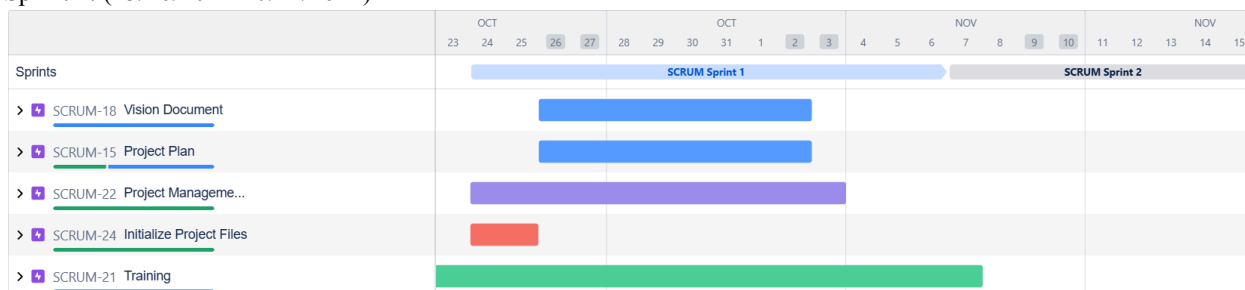 OCT OCT NOV NOV
23 24 25 26 27 28 29 30 31 1 2 3 4 5 6 7 8 9 10 11 12 13 14 15
Sprints SCRUM Sprint 1 SCRUM Sprint 2
SCRUM-18 Vision Document
SCRUM-15 Project Plan
SCRUM-22 Project Manageme...
SCRUM-24 Initialize Project Files
SCRUM-21 Training